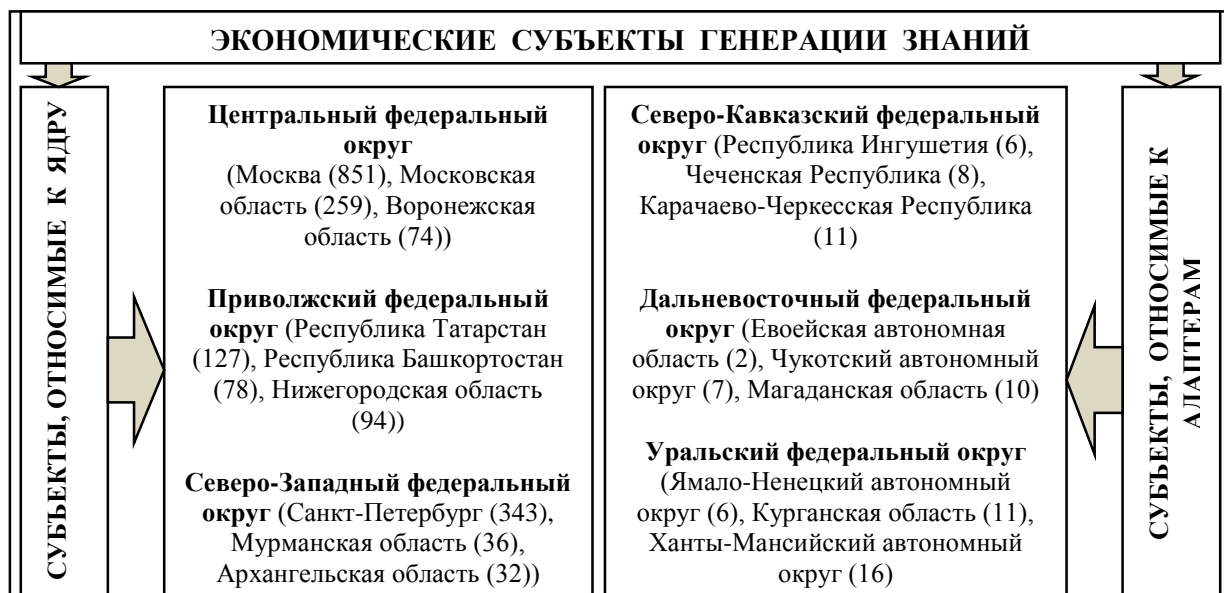 ЭКОНОМИЧЕСКИЕ СУБЪЕКТЫ ГЕНЕРАЦИИ ЗНАНИЙ
СУБЪЕКТЫ, ОТНОСИМЫЕ К ЯДРУ
Центральный федеральный
округ
(Москва (851), Московская
область (259), Воронежская
область (74))
Приволжский федеральный
округ (Республика Татарстан
(127), Республика Башкортостан
(78), Нижегородская область
(94))
Северо-Западный федеральный
округ (Санкт-Петербург (343),
Мурманская область (36),
Архангельская область (32))
Северо-Кавказский федеральный
округ (Республика Ингушетия (6),
Чеченская Республика (8),
Карачаево-Черкесская Республика
(11)
Дальневосточный федеральный
округ (Евоейская автономная
область (2), Чукотский автономный
округ (7), Магаданская область (10)
Уральский федеральный округ
(Ямало-Ненецкий автономный
округ (6), Курганская область (11),
Ханты-Мансийский автономный
округ (16)
СУБЪЕКТЫ, ОТНОСИМЫЕ К
АДАПТЕРАМ